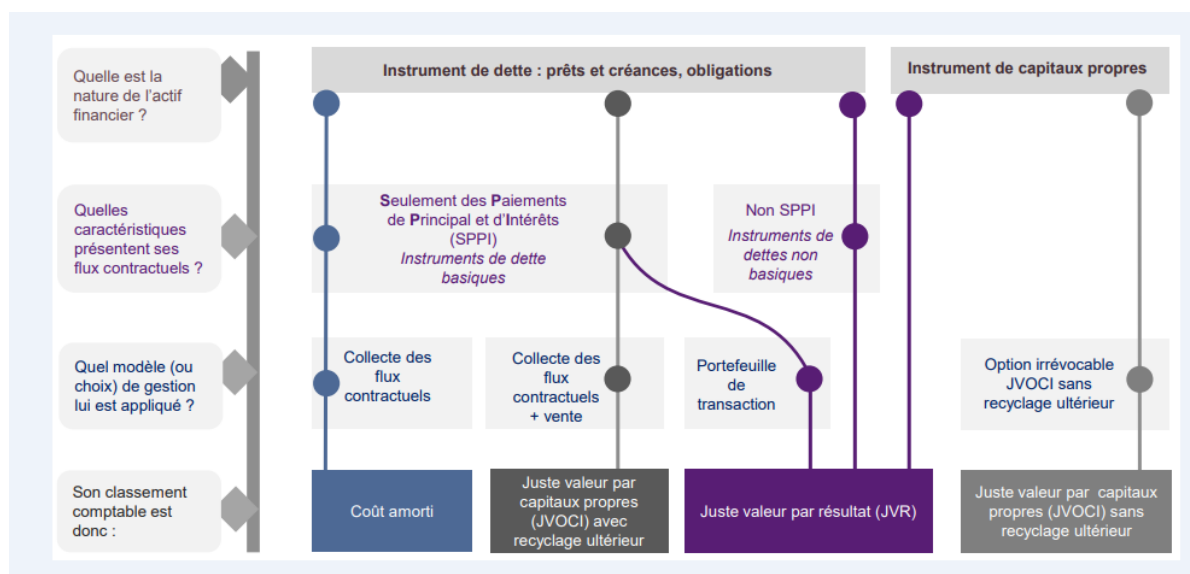 Quelle est la
nature de l'actif
financier ?
Instrument de dette : prêts et créances, obligations
Instrument de capitaux propres
Quelles
caractéristiques
présentent ses
flux contractuels ?
Seulement des Paiements
de Principal et d'Intérêts
(SPPI)
Instruments de dette
basiques
Non SPPI
Instruments de
dettes non
basiques
Quel modèle (ou
choix) de gestion
lui est appliqué ?
Collecte des
flux
contractuels
Collecte des
flux
contractuels
+ vente
Portefeuille
de
transaction
Option irrévocable
JVOCI sans
recyclage ultérieur
Son classement
comptable est
donc :
Coût amorti
Juste valeur par
capitaux propres
(JVOCI) avec
recyclage ultérieur
Juste valeur par résultat (JVR)
Juste valeur par capitaux
propres (JVOCI) sans
recyclage ultérieur